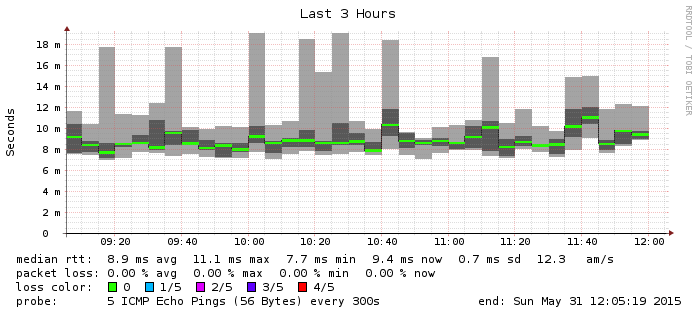 Last 3 Hours
RRDTOOL / TOBI OETIKER
Seconds
18 m
16 m
14 m
12 m
10 m
8 m
6 m
4 m
2 m
0
09:20 09:40 10:00 10:20 10:40 11:00 11:20 11:40 12:00
median rtt: 8.9 ms avg 11.1 ms max 7.7 ms min 9.4 ms now 0.7 ms sd 12.3 am/s
packet loss: 0.00 % avg 0.00 % max 0.00 % min 0.00 % now
loss color: 0 1/5 2/5 3/5 4/5
probe: 5 ICMP Echo Pings (56 Bytes) every 300s end: Sun May 31 12:05:19 2015